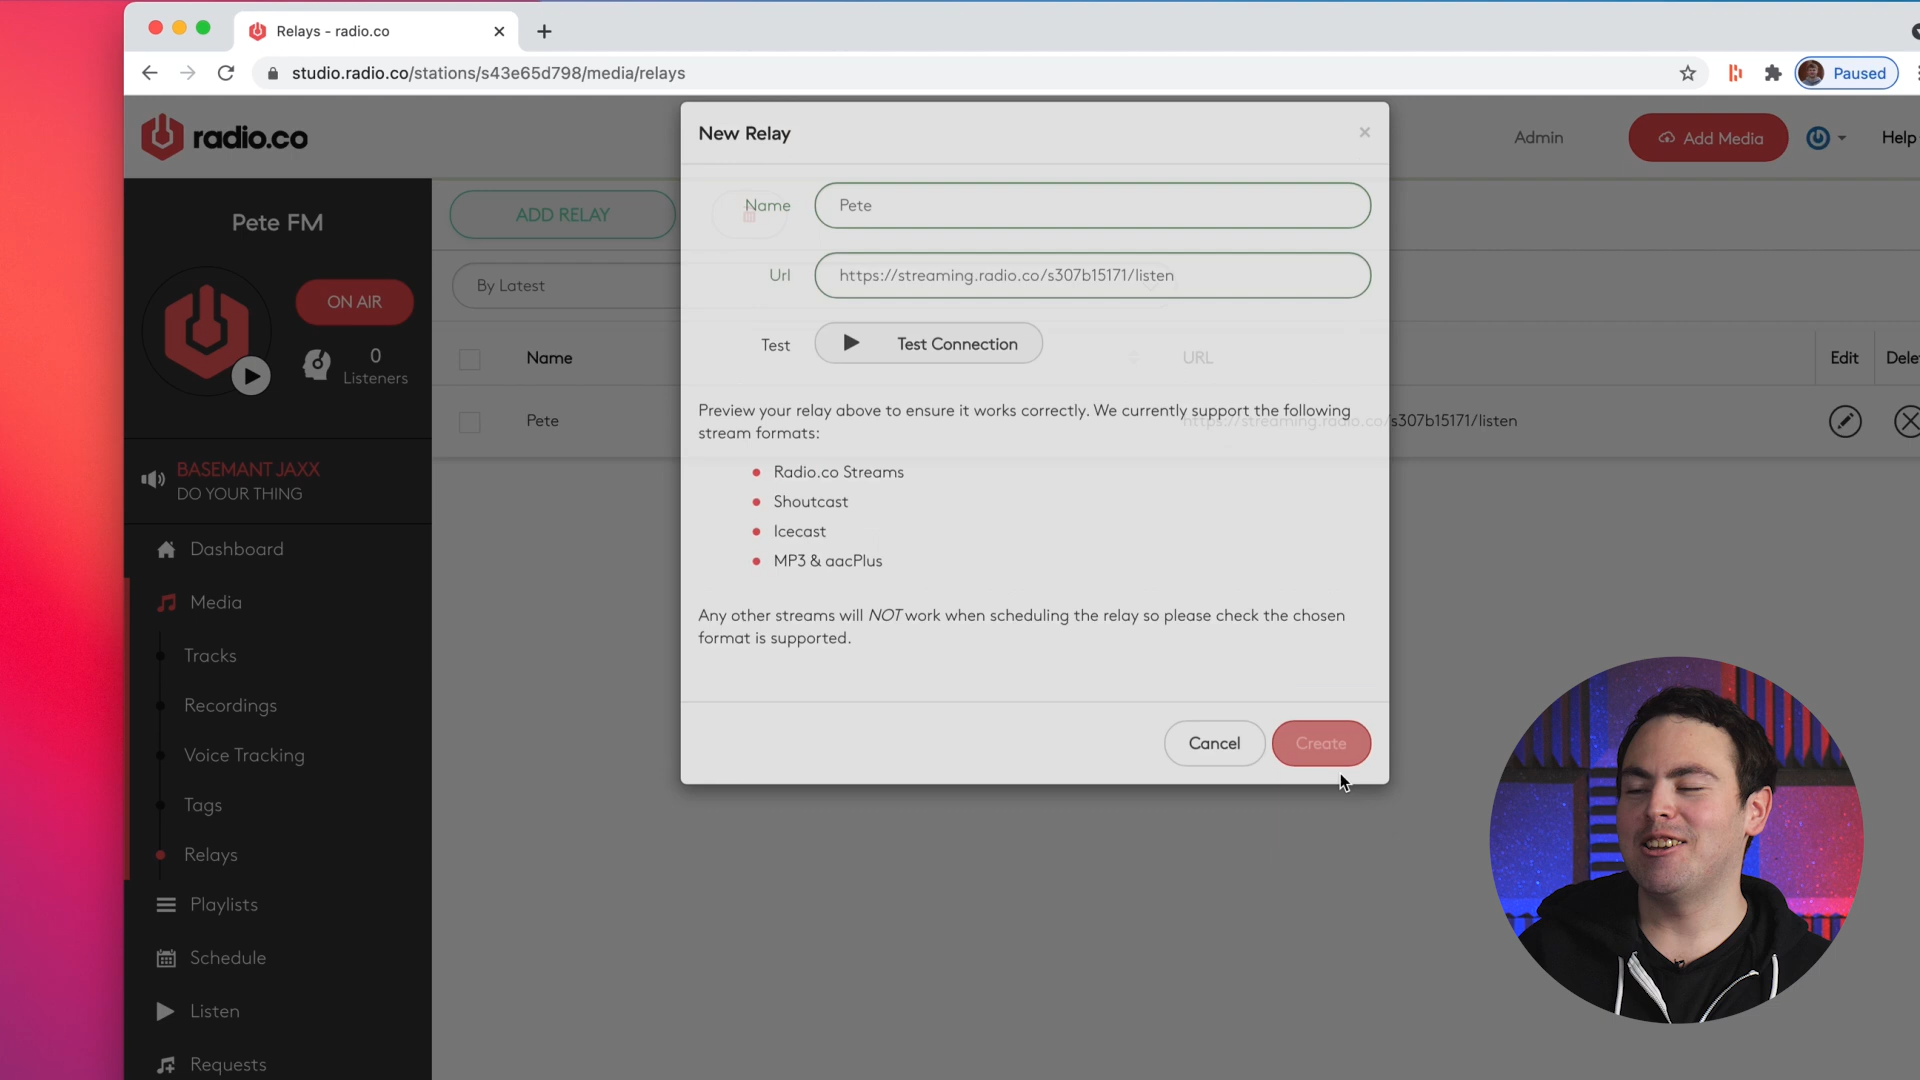 Relays - radio.co
studio.radio.co/stations/s43e65d798/media/relays
Paused
radio.co
Admin
Add Media
Help
Pete FM
ON AIR
0
Listeners
BASEMANT JAXX
DO YOUR THING
Dashboard
Media
Tracks
Recordings
Voice Tracking
Tags
Relays
Playlists
Schedule
Listen
Requests
ADD RELAY
By Latest
Name
URL
Edit
Dele
Pete
https://streaming.radio.co/s307b15171/listen
New Relay
×
Name
Pete
Url
https://streaming.radio.co/s307b15171/listen
Test
Test Connection
Preview your relay above to ensure it works correctly. We currently support the following
stream formats:
Radio.co Streams
Shoutcast
Icecast
MP3 & aacPlus
Any other streams will NOT work when scheduling the relay so please check the chosen
format is supported.
Cancel
Create